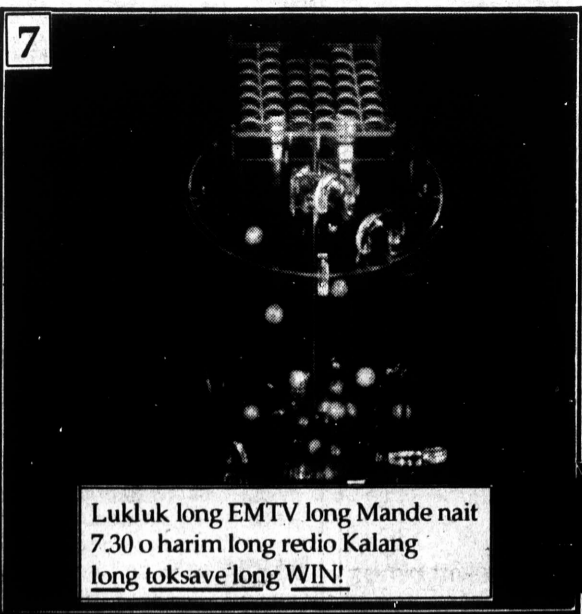 7
Lukluk long EMTV long Mande nait
7.30 o harim long redio Kalang
long toksave long WIN!